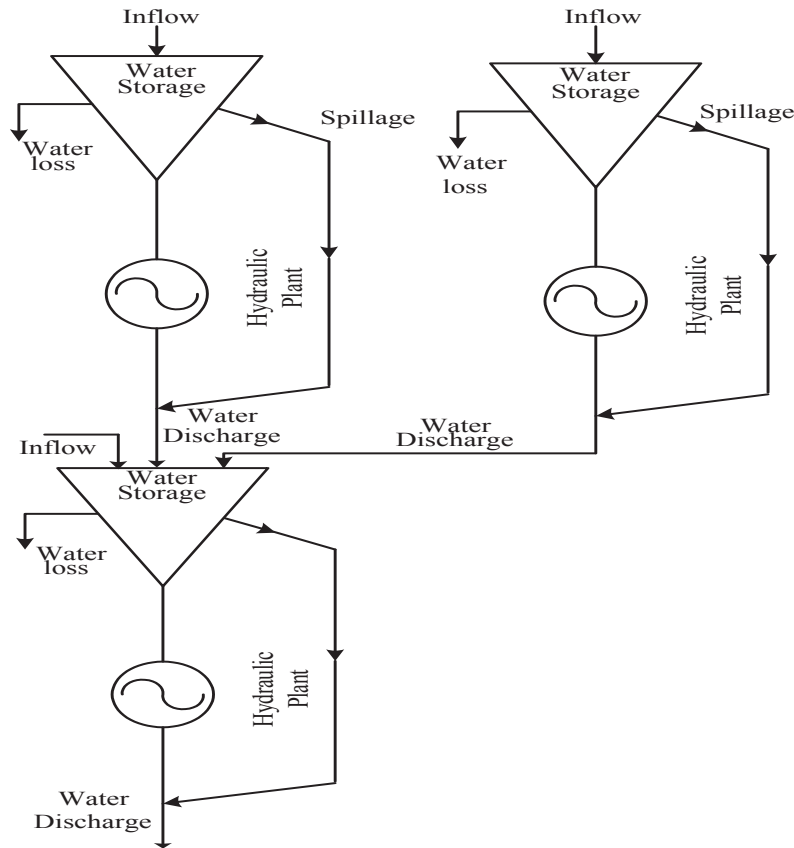 Inflow
Water
Storage
Spillage
Water
loss
Hydraulic
Plant
Water
Discharge
Inflow
Water
Storage
Spillage
Water
loss
Hydraulic
Plant
Water
Discharge
Inflow
Water
Storage
Water
loss
Hydraulic
Plant
Water
Discharge